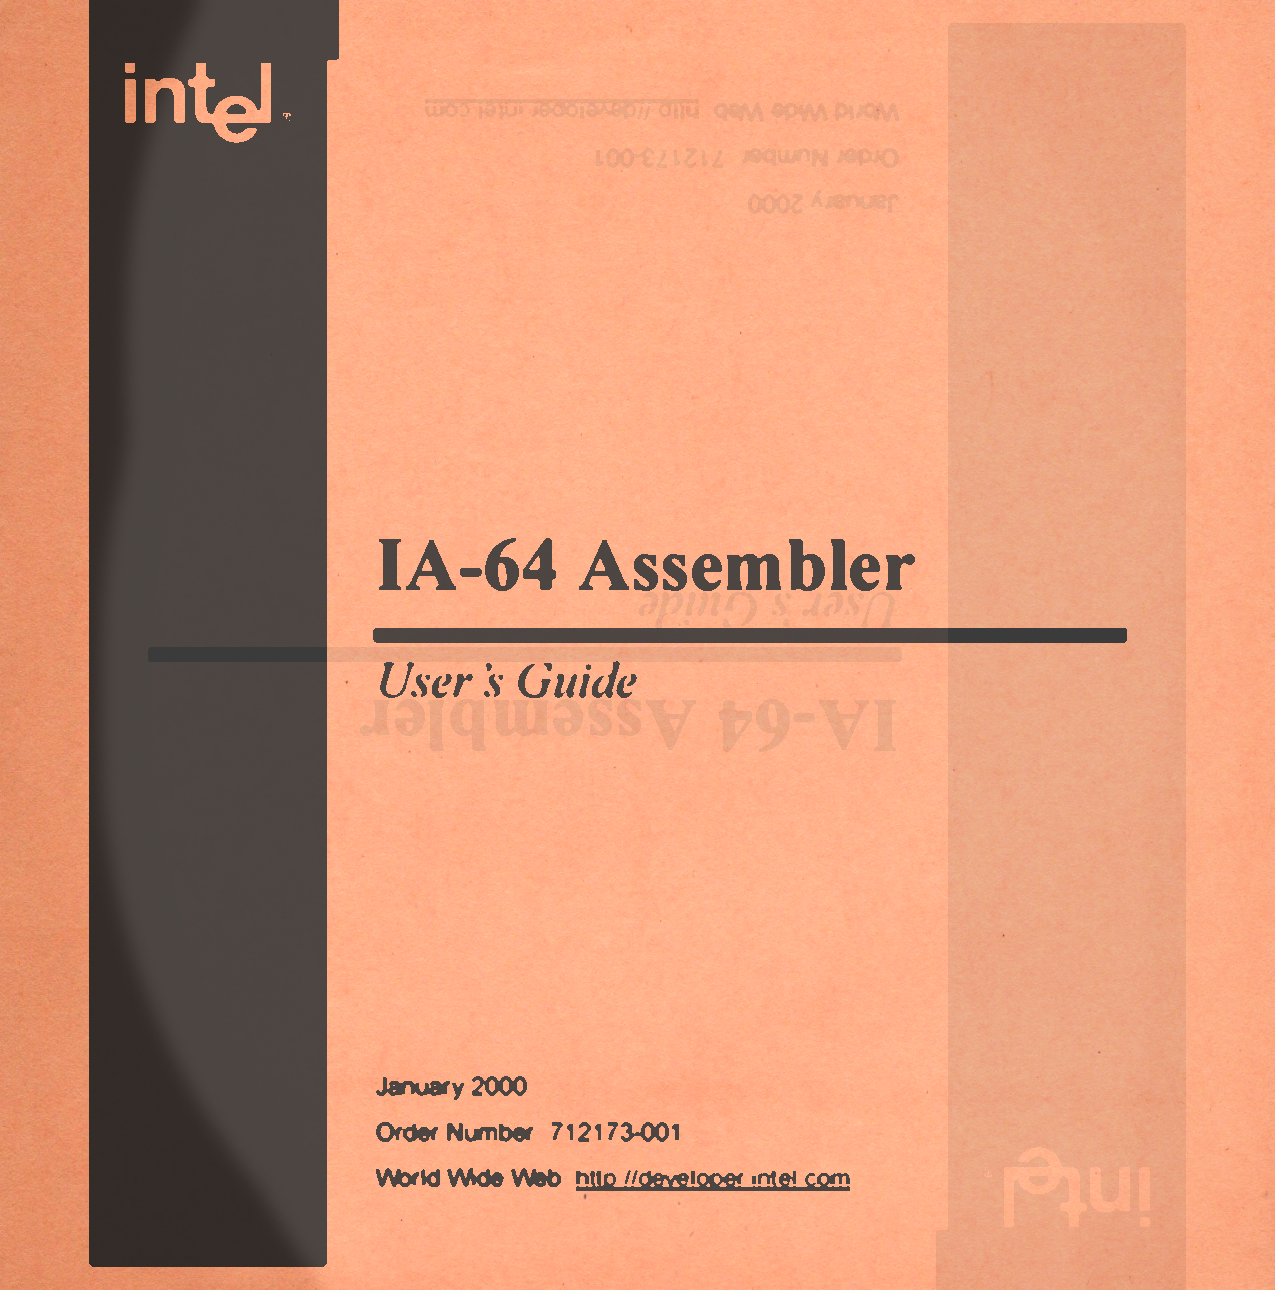 intel
IA-64 Assembler
User's Guide
January 2000
Order Number 712173-001
World Wide Web http //developer intel com